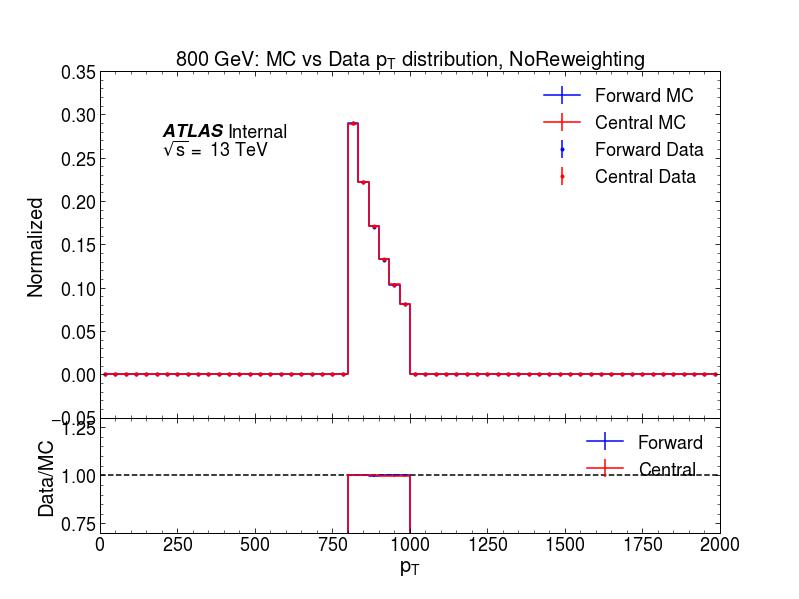 800 GeV: MC vs Data pT distribution, NoReweighting
0.35
0.30
0.25
0.20
0.15
0.10
0.05
0.00
−0.05
Normalized
ATLAS Internal
√s = 13 TeV
Forward MC
Central MC
Forward Data
Central Data
1.25
1.00
0.75
Data/MC
Forward
Central
0 250 500 750 1000 1250 1500 1750 2000
pT